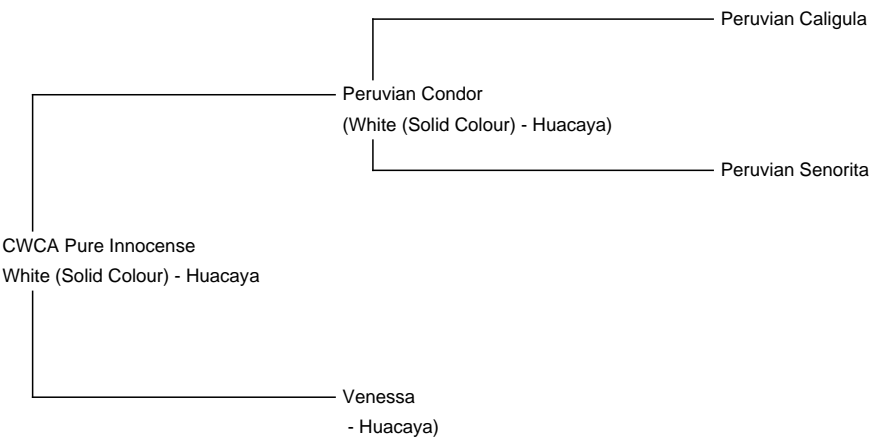 Peruvian Caligula
Peruvian Condor
(White (Solid Colour) - Huacaya)
Peruvian Senorita
CWCA Pure Innocense
White (Solid Colour) - Huacaya
Venessa
- Huacaya)